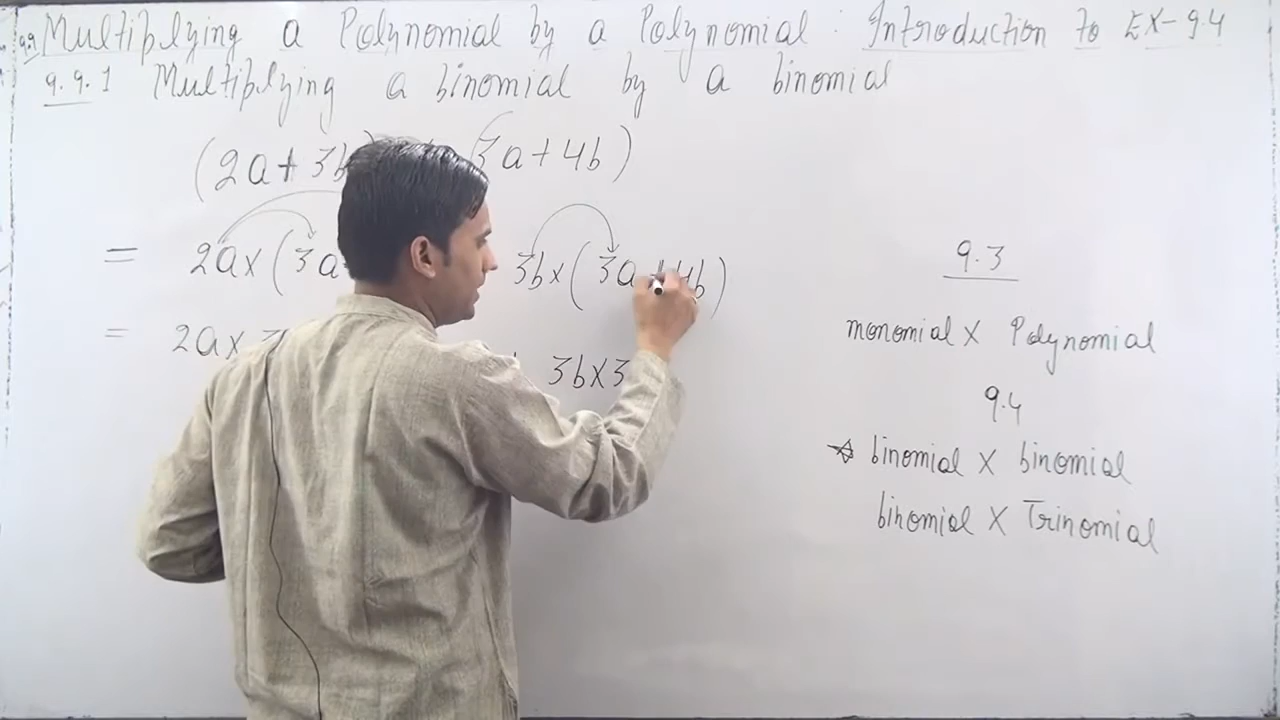 9.9 Multiplying a Polynomial by a Polynomial : Introduction to EX-9.4
9.9.1 Multiplying a binomial by a binomial
(2a+3b 3a+4b)
= 2a×(3a 3b×(3a+4b)
= 2a× 3b×3
9.3
monomial × Polynomial
9.4
☆ binomial × binomial
binomial × Trinomial